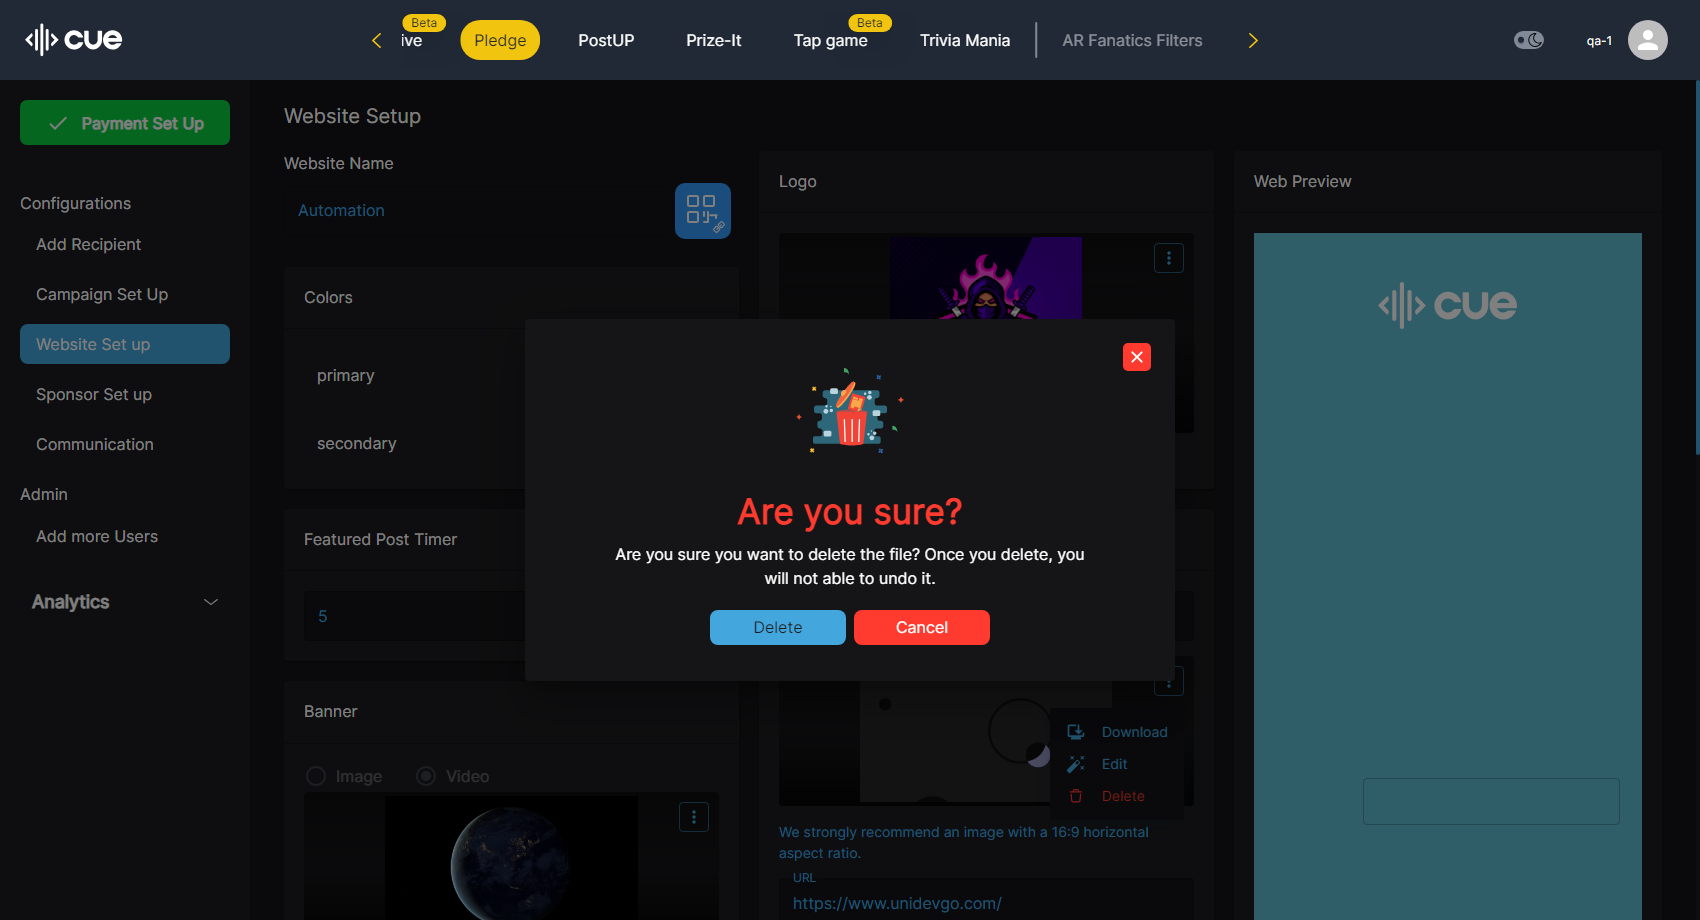 cue
Beta
ive
Pledge
PostUP
Prize-It
Beta
Tap game
Trivia Mania
AR Fanatics Filters
qa-1
Payment Set Up
Configurations
Add Recipient
Campaign Set Up
Website Set up
Sponsor Set up
Communication
Admin
Add more Users
Analytics
Website Setup
Website Name
Automation
Colors
primary
secondary
Featured Post Timer
5
Banner
Image
Video
Logo
Web Preview
cue
Are you sure?
Are you sure you want to delete the file? Once you delete, you
will not able to undo it.
Delete
Cancel
Download
Edit
Delete
We strongly recommend an image with a 16:9 horizontal
aspect ratio.
URL
https://www.unidevgo.com/